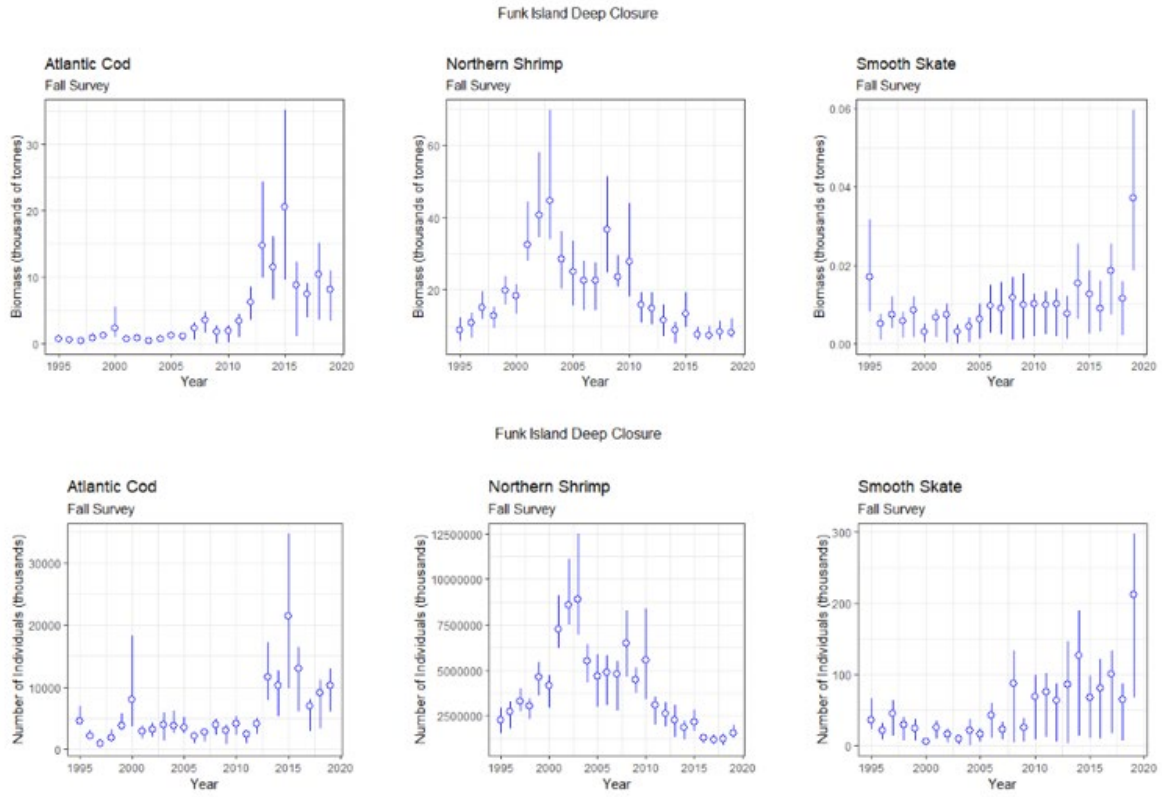 Funk Island Deep Closure
Atlantic Cod
Fall Survey
Biomass (thousands of tonnes)
30
20
10
0
1995 2000 2005 2010 2015 2020
Year
Northern Shrimp
Fall Survey
Biomass (thousands of tonnes)
60
40
20
1995 2000 2005 2010 2015 2020
Year
Smooth Skate
Fall Survey
Biomass (thousands of tonnes)
0.06
0.04
0.02
0.00
1995 2000 2005 2010 2015 2020
Year
Funk Island Deep Closure
Atlantic Cod
Fall Survey
Number of Individuals (thousands)
30000
20000
10000
0
1995 2000 2005 2010 2015 2020
Year
Northern Shrimp
Fall Survey
Number of Individuals (thousands)
12500000
10000000
7500000
5000000
2500000
1995 2000 2005 2010 2015 2020
Year
Smooth Skate
Fall Survey
Number of Individuals (thousands)
300
200
100
0
1995 2000 2005 2010 2015 2020
Year